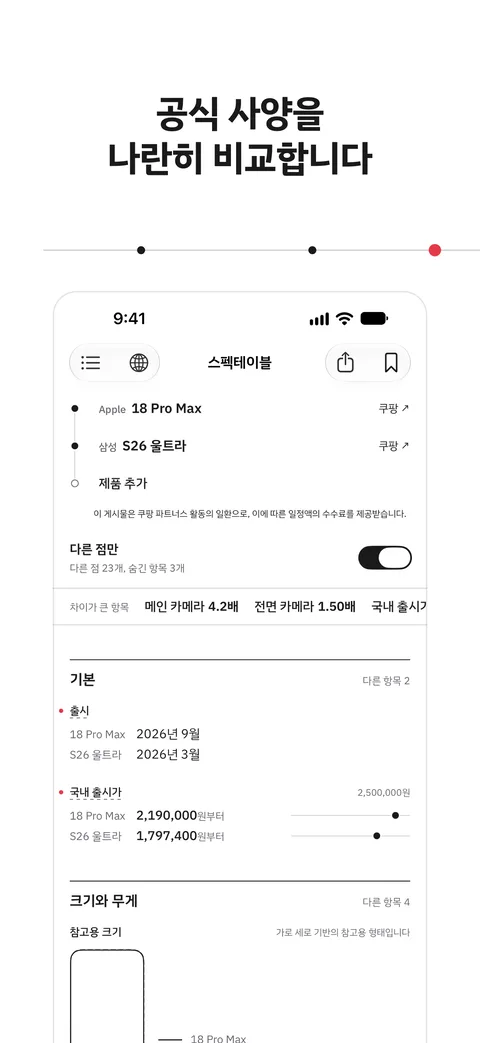 공식 사양을
나란히 비교합니다
9:41
스펙테이블
Apple 18 Pro Max 쿠팡 ↗
삼성 S26 울트라 쿠팡 ↗
제품 추가
이 게시물은 쿠팡 파트너스 활동의 일환으로, 이에 따른 일정액의 수수료를 제공받습니다.
다른 점만
다른 점 23개, 숨긴 항목 3개
차이가 큰 항목 메인 카메라 4.2배 전면 카메라 1.50배 국내 출시가
기본 다른 항목 2
출시
18 Pro Max 2026년 9월
S26 울트라 2026년 3월
국내 출시가 2,500,000원
18 Pro Max 2,190,000원부터
S26 울트라 1,797,400원부터
크기와 무게 다른 항목 4
참고용 크기 가로 세로 기반의 참고용 형태입니다
18 Pro Max